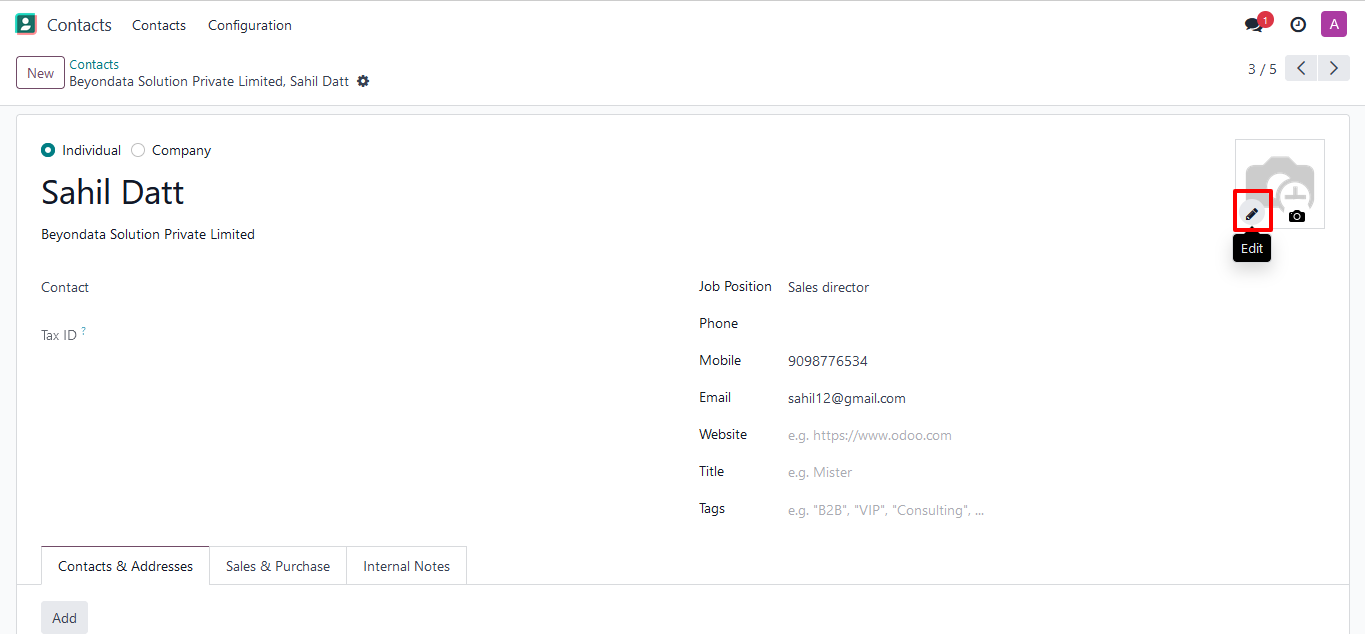 Contacts Contacts Configuration 1 A
New Contacts
Beyondata Solution Private Limited, Sahil Datt 3 / 5
Individual Company
Sahil Datt
Beyondata Solution Private Limited
Edit
Contact
Tax ID ?
Job Position Sales director
Phone
Mobile 9098776534
Email sahil12@gmail.com
Website e.g. https://www.odoo.com
Title e.g. Mister
Tags e.g. "B2B", "VIP", "Consulting", ...
Contacts & Addresses Sales & Purchase Internal Notes
Add